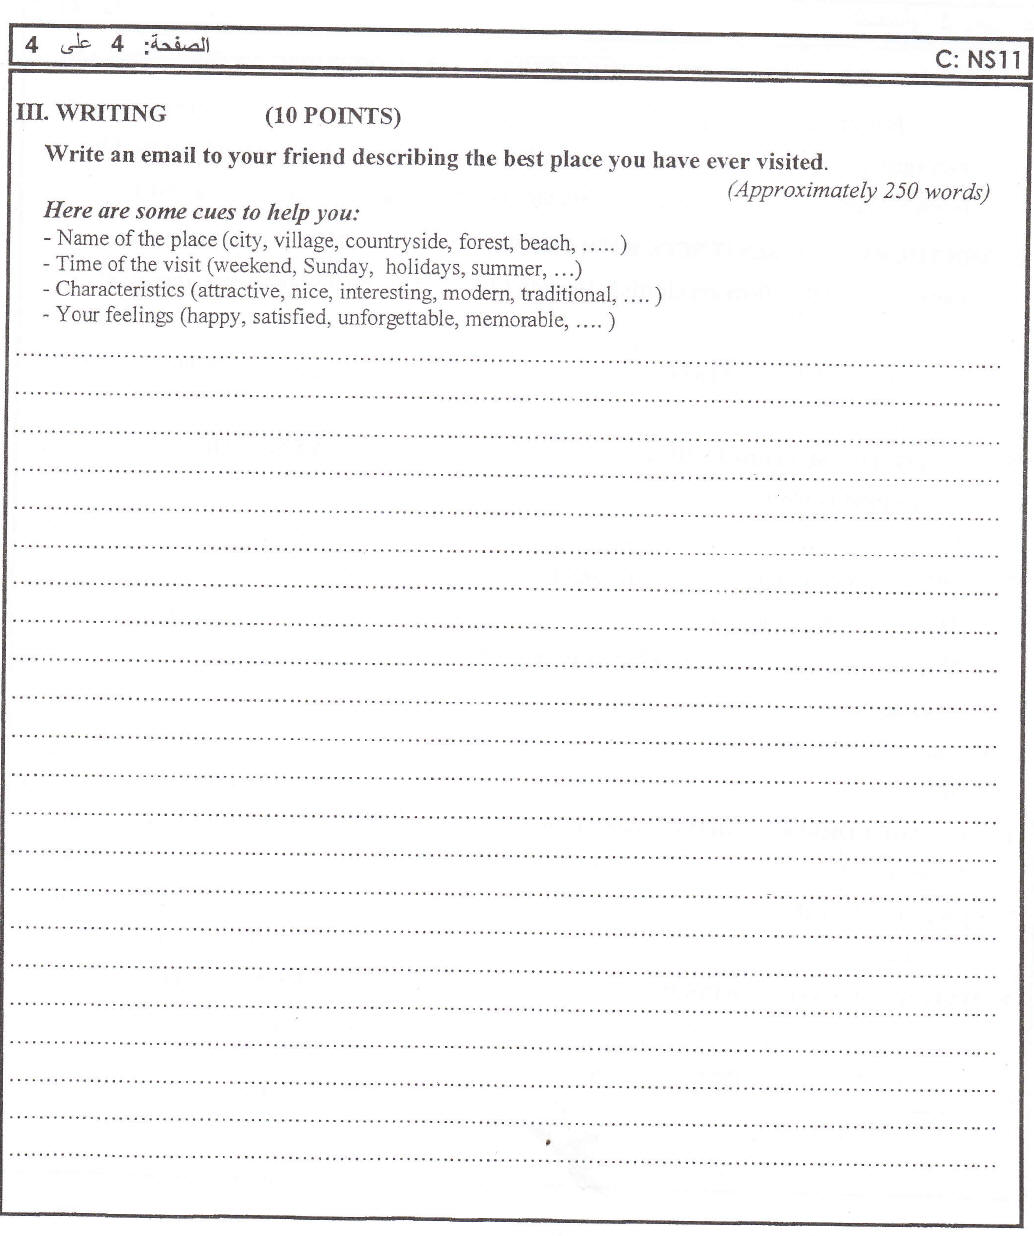 الصفحة: 4 على 4
C: NS11
III. WRITING (10 POINTS)
Write an email to your friend describing the best place you have ever visited.
(Approximately 250 words)
Here are some cues to help you:
- Name of the place (city, village, countryside, forest, beach, ….. )
- Time of the visit (weekend, Sunday, holidays, summer, …)
- Characteristics (attractive, nice, interesting, modern, traditional, …. )
- Your feelings (happy, satisfied, unforgettable, memorable, …. )